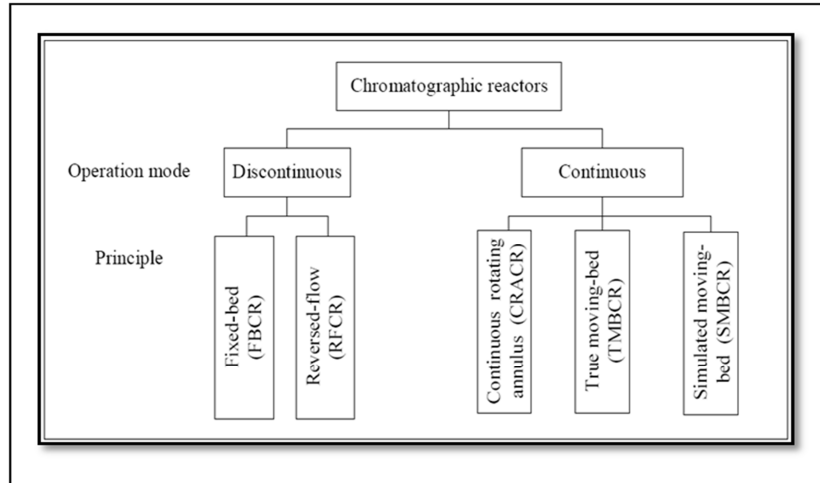 Chromatographic reactors
Operation mode
Discontinuous
Continuous
Principle
Fixed-bed
(FBCR)
Reversed-flow
(RFCR)
Continuous rotating
annulus (CRACR)
True moving-bed
(TMBCR)
Simulated moving-
bed (SMBCR)